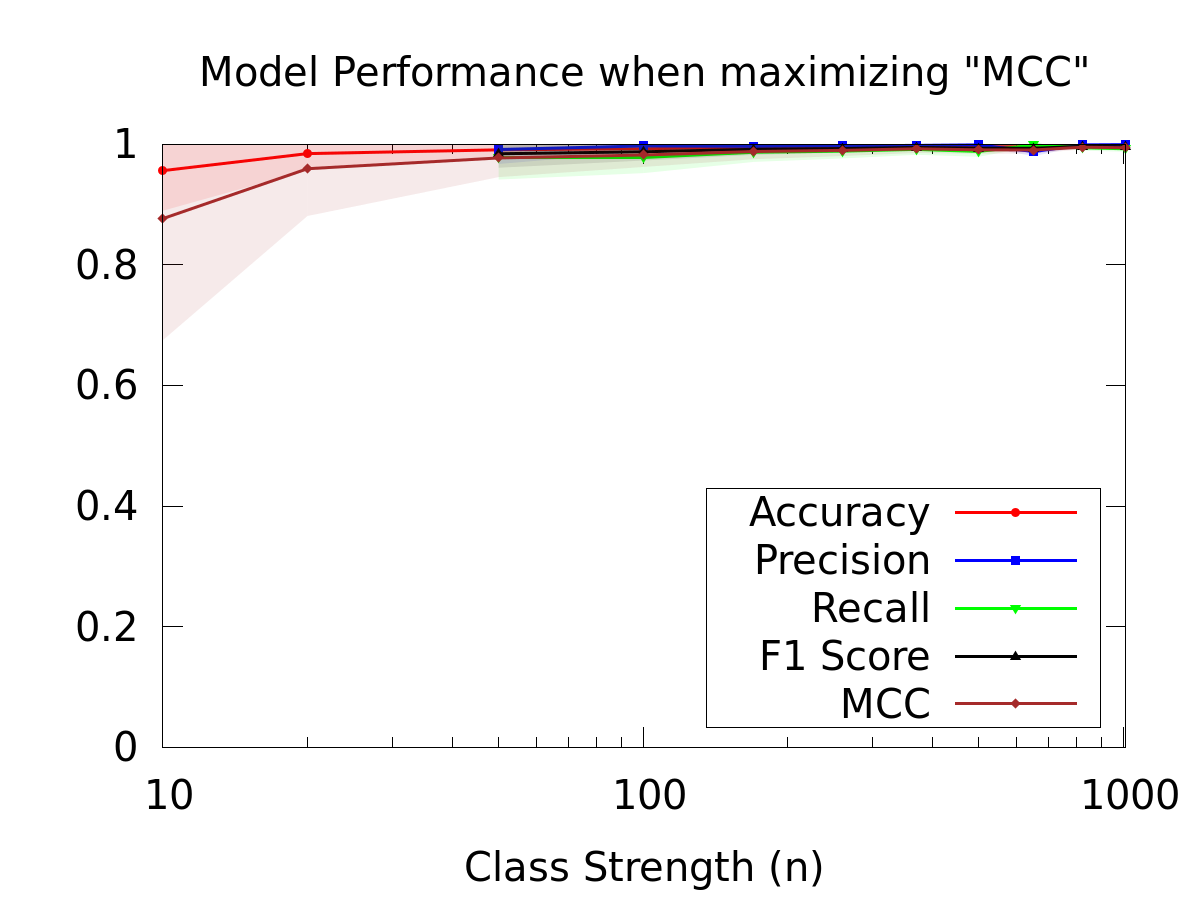 Model Performance when maximizing "MCC"
1
0.8
0.6
0.4
0.2
0
Accuracy
Precision
Recall
F1 Score
MCC
10 100 1000
Class Strength (n)